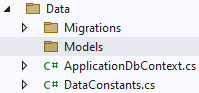 Data
Migrations
Models
C# ApplicationDbContext.cs
C# DataConstants.cs